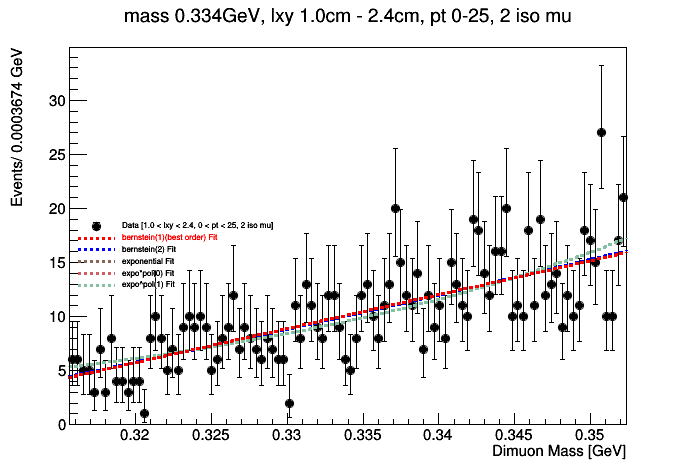 mass 0.334GeV, lxy 1.0cm - 2.4cm, pt 0-25, 2 iso mu
Events/ 0.0003674 GeV
30
25
20
15
10
5
0
Data [1.0 < lxy < 2.4, 0 < pt < 25, 2 iso mu]
bernstein(1)(best order) Fit
bernstein(2) Fit
exponential Fit
expo*pol(0) Fit
expo*pol(1) Fit
0.32 0.325 0.33 0.335 0.34 0.345 0.35
Dimuon Mass [GeV]